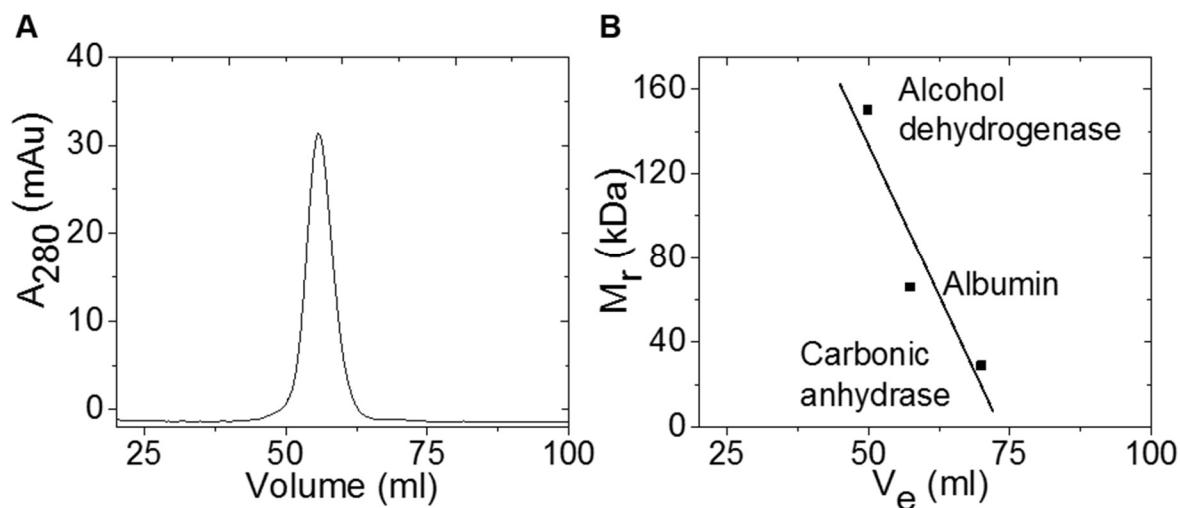 A
40
30
20
10
0
A280 (mAu)
25 50 75 100
Volume (ml)
B
160
120
80
40
0
Mr (kDa)
Alcohol
dehydrogenase
Albumin
Carbonic
anhydrase
25 50 75 100
Ve (ml)